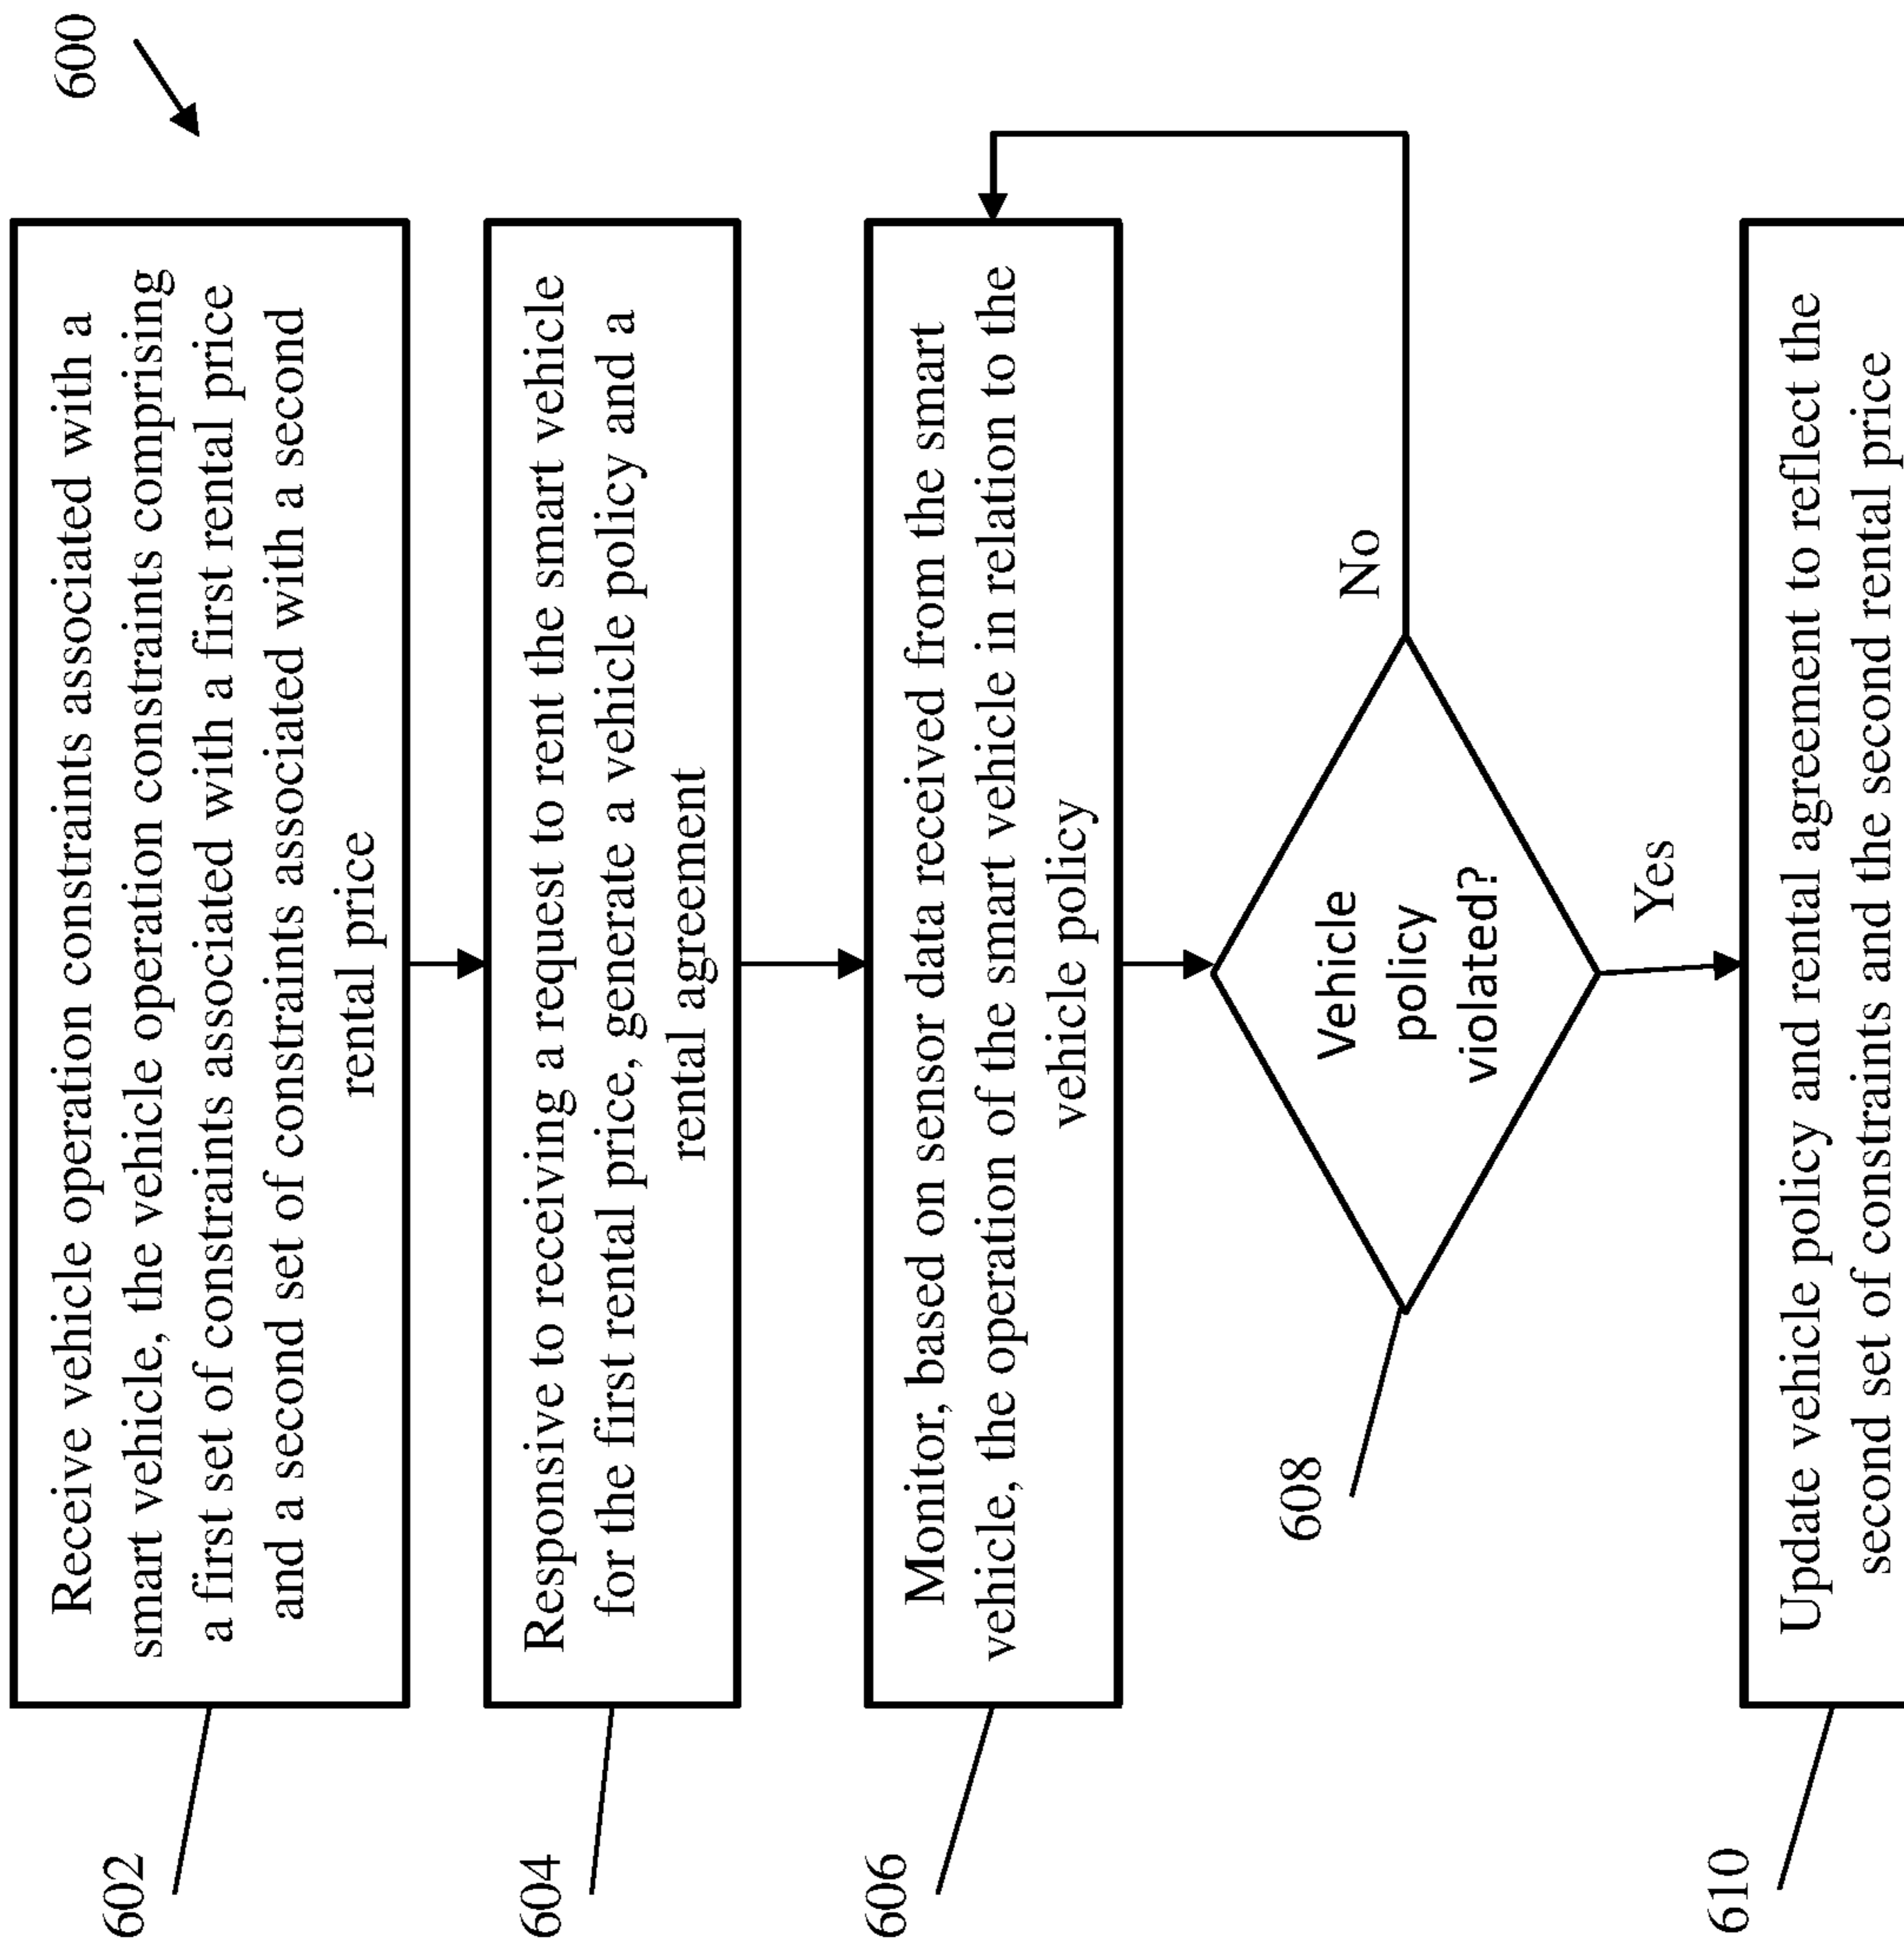 600
602
Receive vehicle operation constraints associated with a
smart vehicle, the vehicle operation constraints comprising
a first set of constraints associated with a first rental price
and a second set of constraints associated with a second
rental price
604
Responsive to receiving a request to rent the smart vehicle
for the first rental price, generate a vehicle policy and a
rental agreement
606
Monitor, based on sensor data received from the smart
vehicle, the operation of the smart vehicle in relation to the
vehicle policy
608
Vehicle
policy
violated?
No
Yes
610
Update vehicle policy and rental agreement to reflect the
second set of constraints and the second rental price